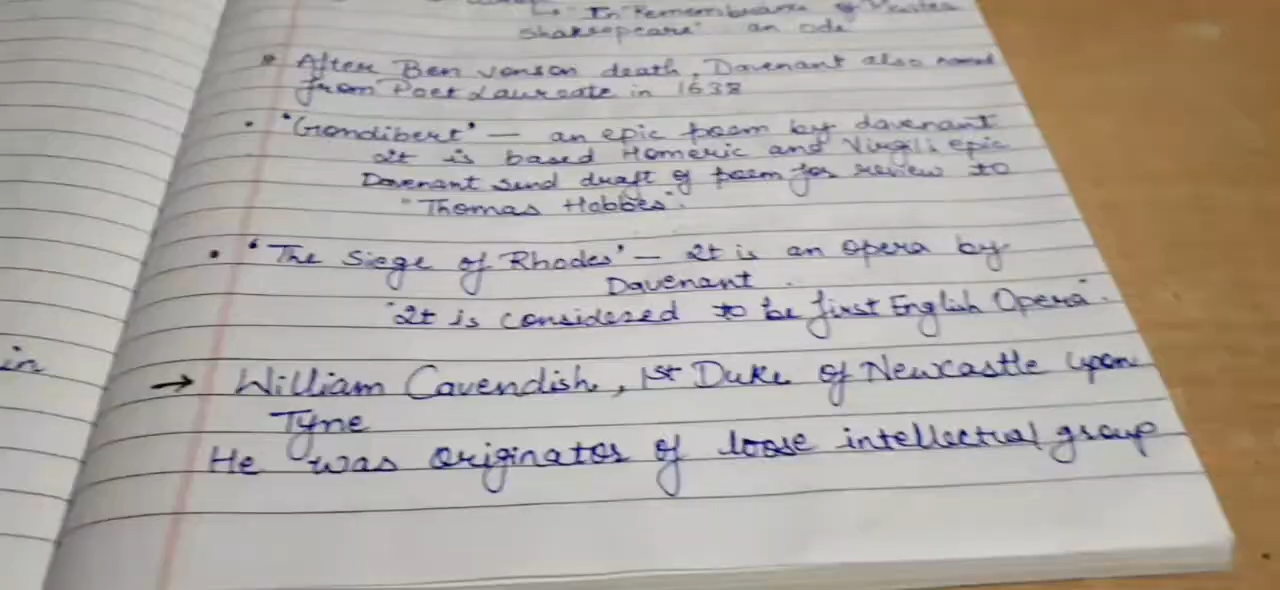 "In Remembrance of Master
Shakespeare" an ode
• After Ben Jonson death, Davenant also named
from Poet Laureate in 1638
• "Gondibert" – an epic poem by davenant
It is based Homeric and Virgil's epic
Davenant send draft of poem for review to
"Thomas Hobbes".
• 'The Siege of Rhodes' – It is an opera by
Davenant.
"It is considered to be first English Opera".
in
→ William Cavendish, 1st Duke of Newcastle upon
Tyne
He was originator of loose intellectual group